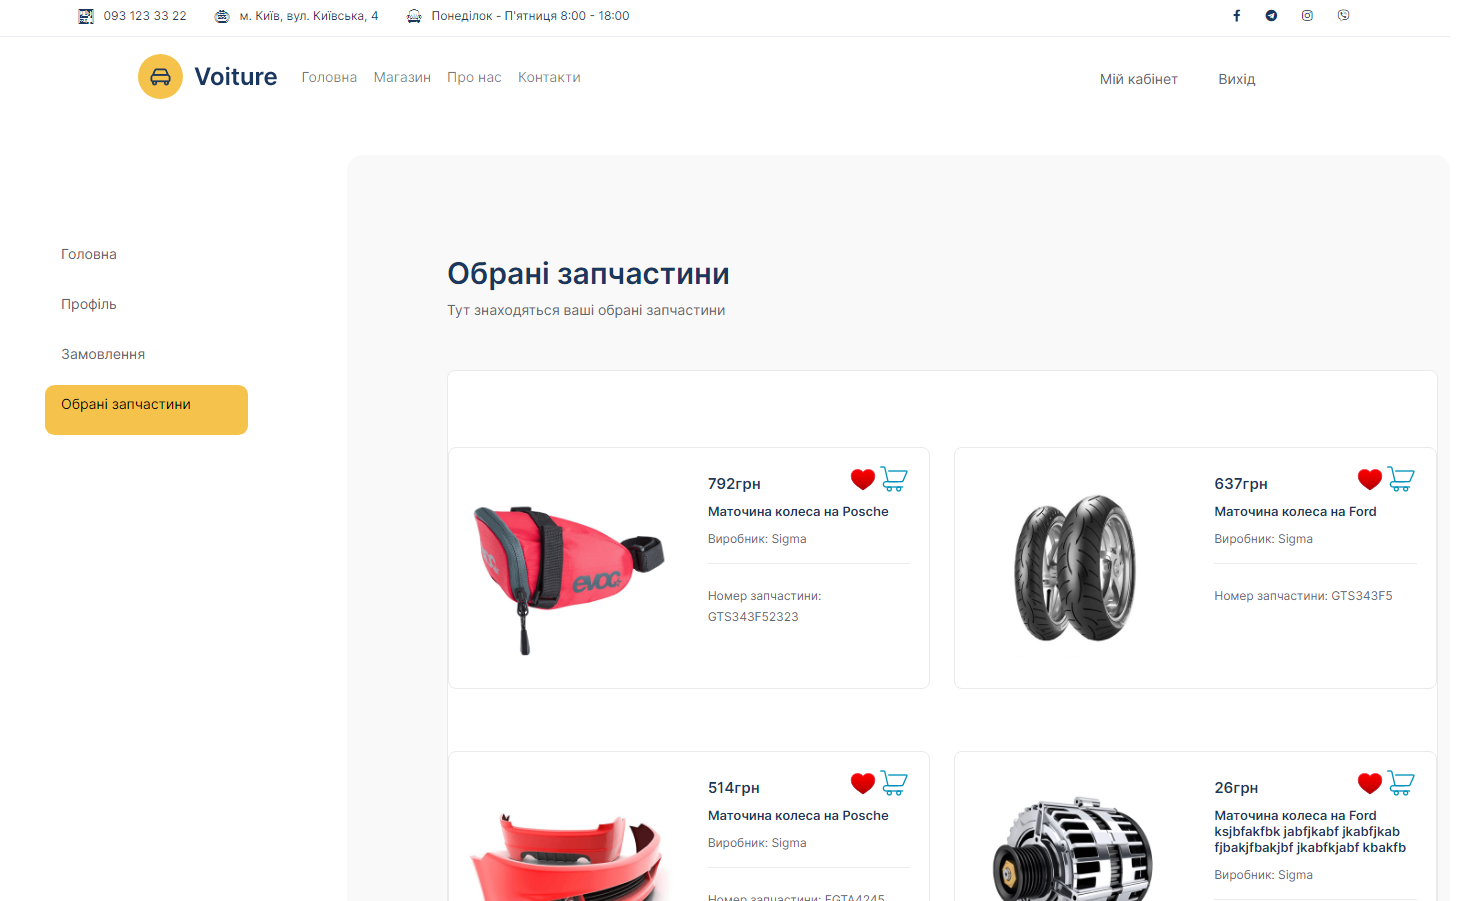 093 123 33 22
м. Київ, вул. Київська, 4
Понеділок - П'ятниця 8:00 - 18:00
Voiture
Головна
Магазин
Про нас
Контакти
Мій кабінет
Вихід
Головна
Профіль
Замовлення
Обрані запчастини
Обрані запчастини
Тут знаходяться ваші обрані запчастини
792грн
Маточина колеса на Posche
Виробник: Sigma
Номер запчастини:
GTS343F52323
evoc
637грн
Маточина колеса на Ford
Виробник: Sigma
Номер запчастини: GTS343F5
514грн
Маточина колеса на Posche
Виробник: Sigma
Номер запчастини: FGTA4245
26грн
Маточина колеса на Ford
ksjbfakfbk jabfjkabf jkabfjkab
fjbakjfbakjbf jkabfkjabf kbakfb
Виробник: Sigma